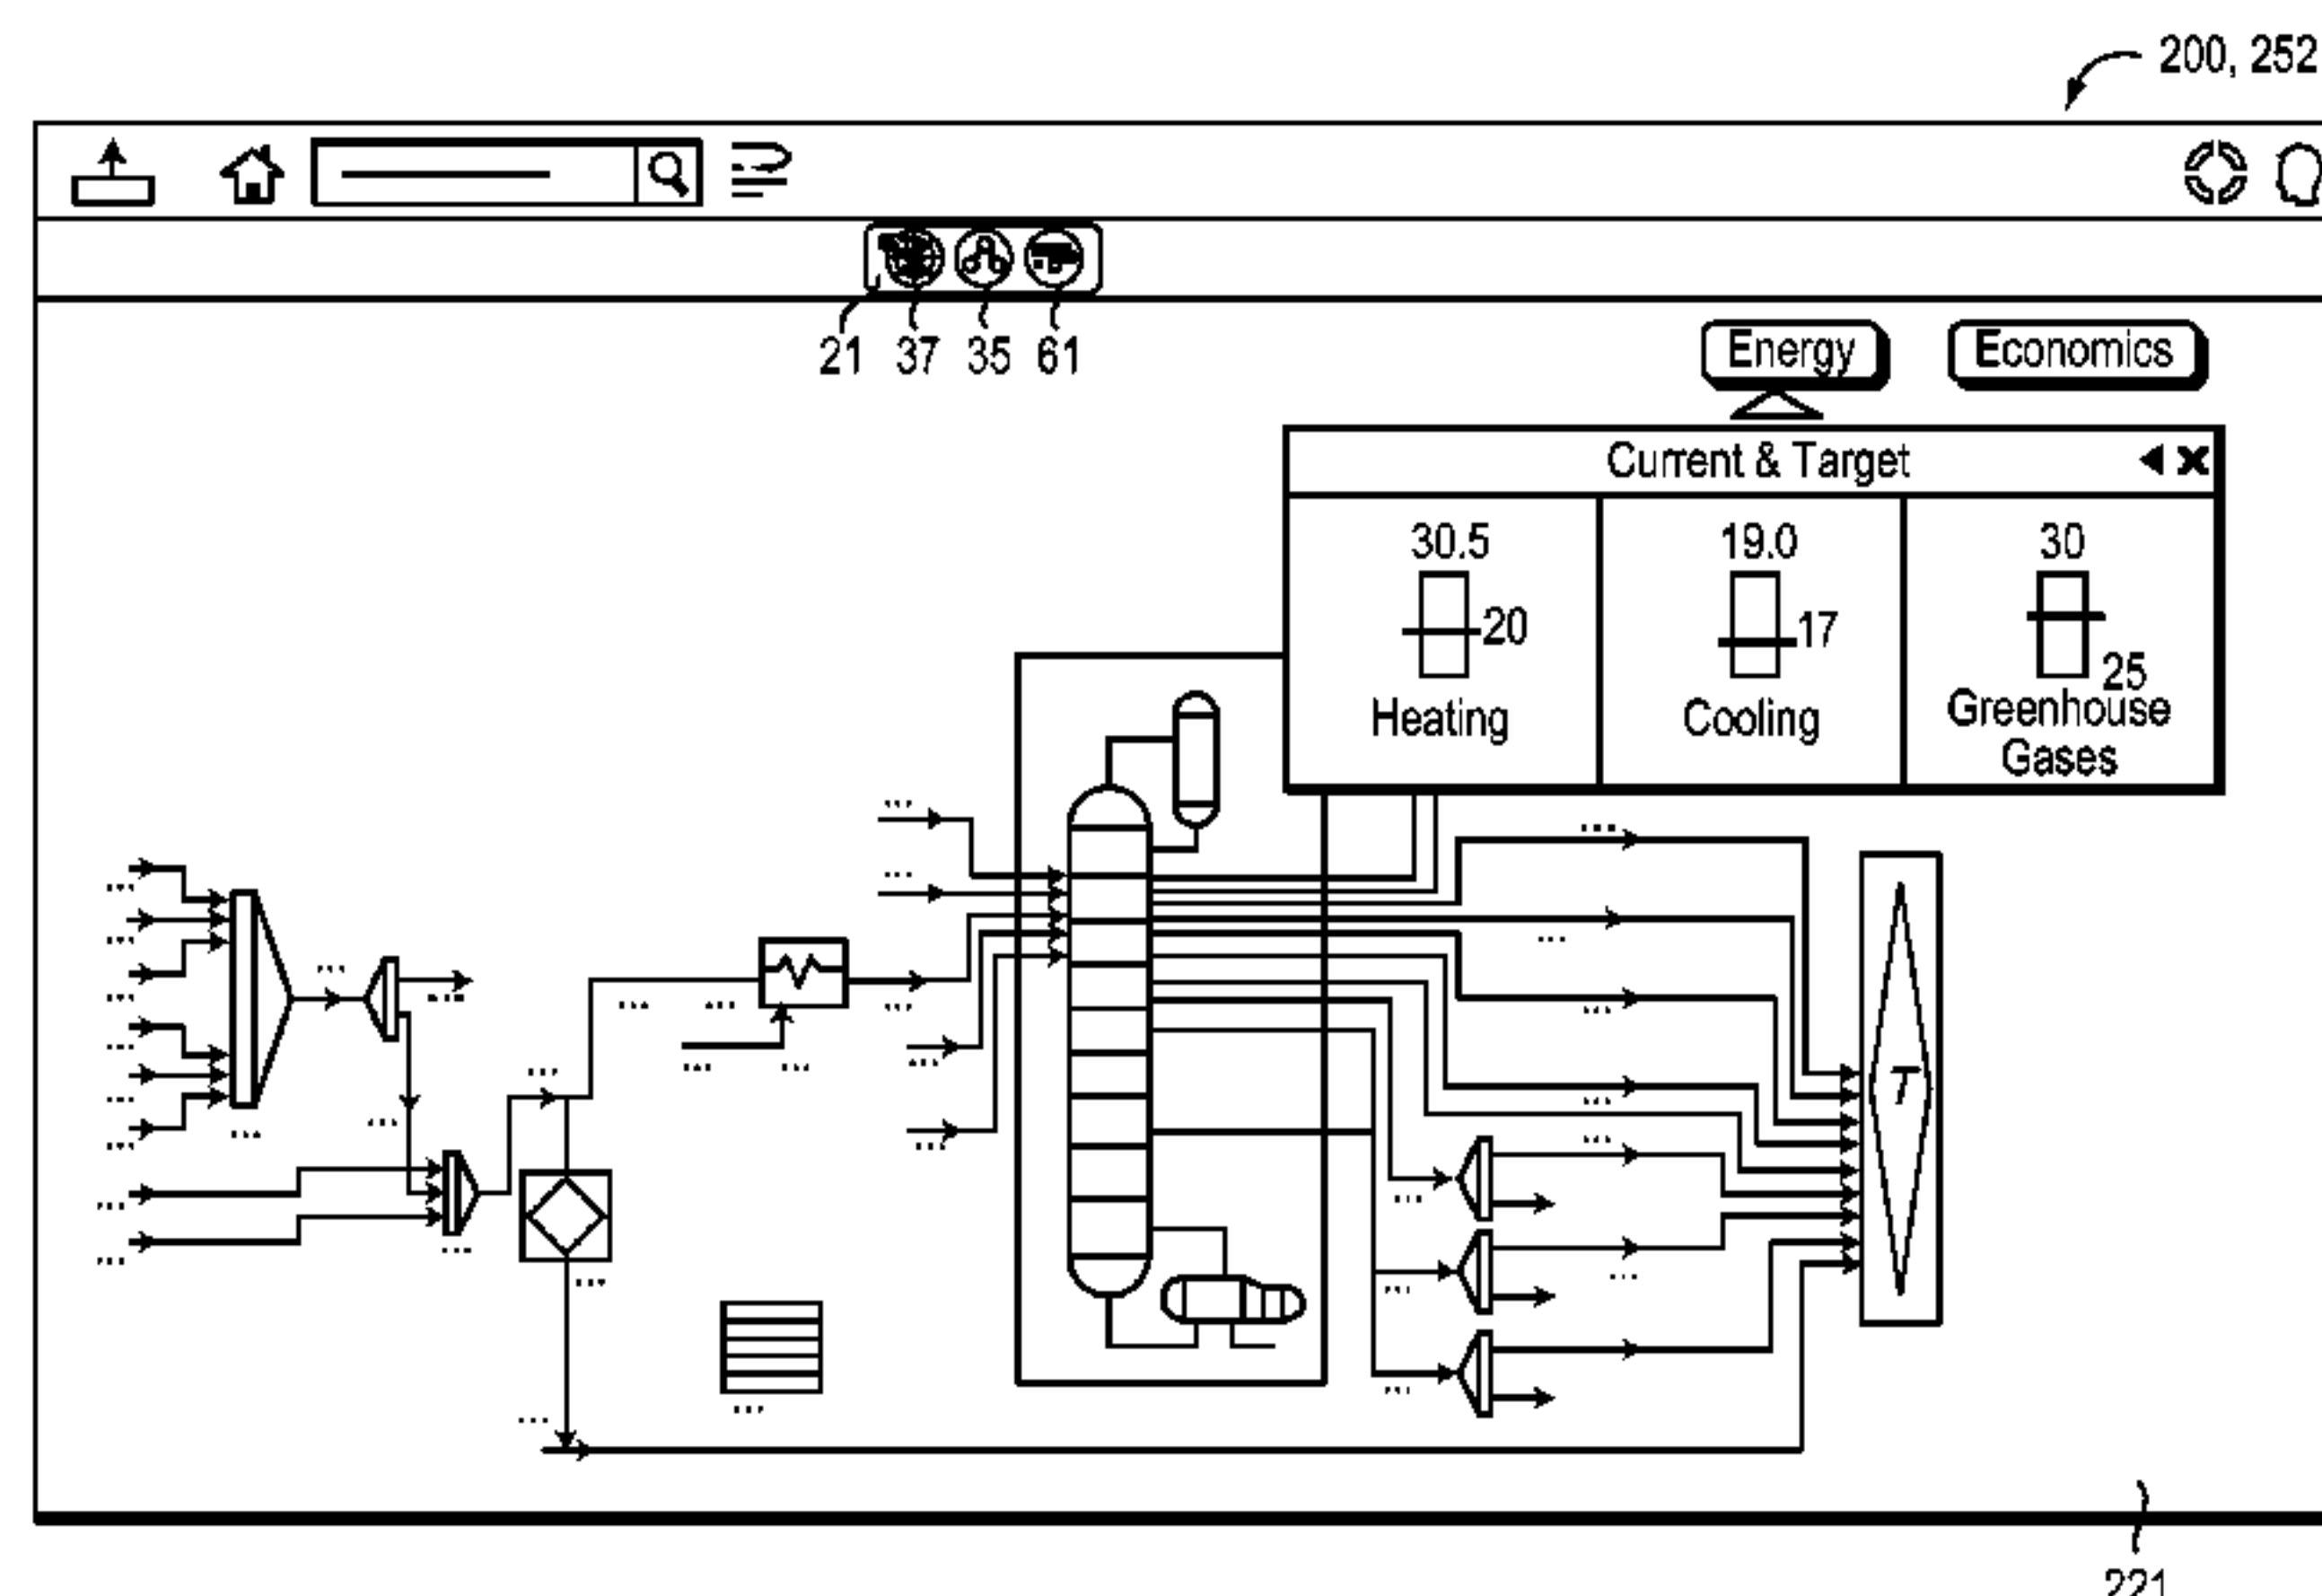 200, 252
21 37 35 61
Energy Economics
Current & Target
30.5 19.0 30
20 17 25
Heating Cooling Greenhouse
Gases
T
221